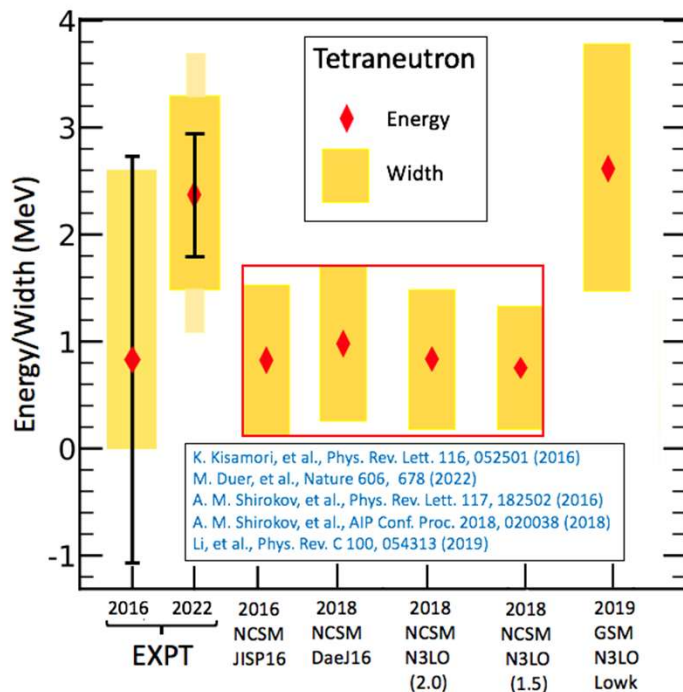 4
3
2
1
0
-1
Energy/Width (MeV)
Tetraneutron
Energy
Width
K. Kisamori, et al., Phys. Rev. Lett. 116, 052501 (2016)
M. Duer, et al., Nature 606, 678 (2022)
A. M. Shirokov, et al., Phys. Rev. Lett. 117, 182502 (2016)
A. M. Shirokov, et al., AIP Conf. Proc. 2018, 020038 (2018)
Li, et al., Phys. Rev. C 100, 054313 (2019)
2016
2022
EXPT
2016
NCSM
JISP16
2018
NCSM
DaeJ16
2018
NCSM
N3LO
(2.0)
2018
NCSM
N3LO
(1.5)
2019
GSM
N3LO
Lowk